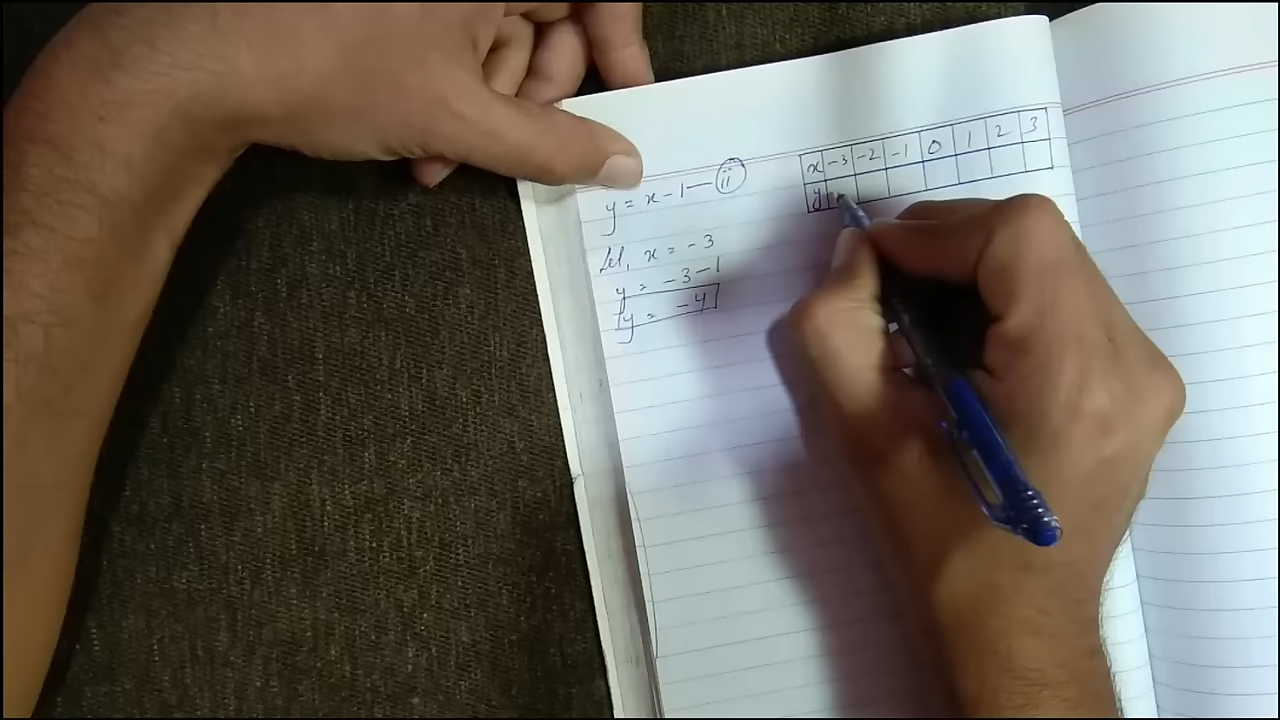 y = x - 1 — (ii)
x -3 -2 -1 0 1 2 3
y
Let, x = -3
y = -3 - 1
y = -4